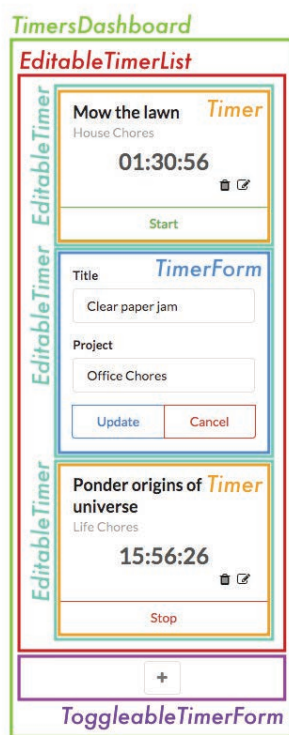 TimersDashboard
EditableTimerList
EditableTimer
Mow the lawn
Timer
House Chores
01:30:56
Start
EditableTimer
TimerForm
Title
Clear paper jam
Project
Office Chores
Update
Cancel
EditableTimer
Ponder origins of
Timer
universe
Life Chores
15:56:26
Stop
+
ToggleableTimerForm